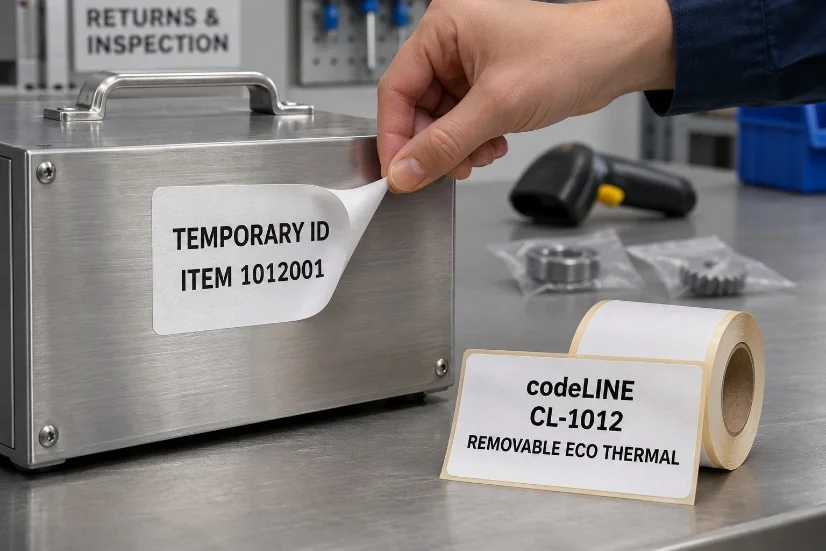 RETURNS &
INSPECTION
TEMPORARY ID
ITEM 1012001
codeLINE
CL-1012
REMOVABLE ECO THERMAL